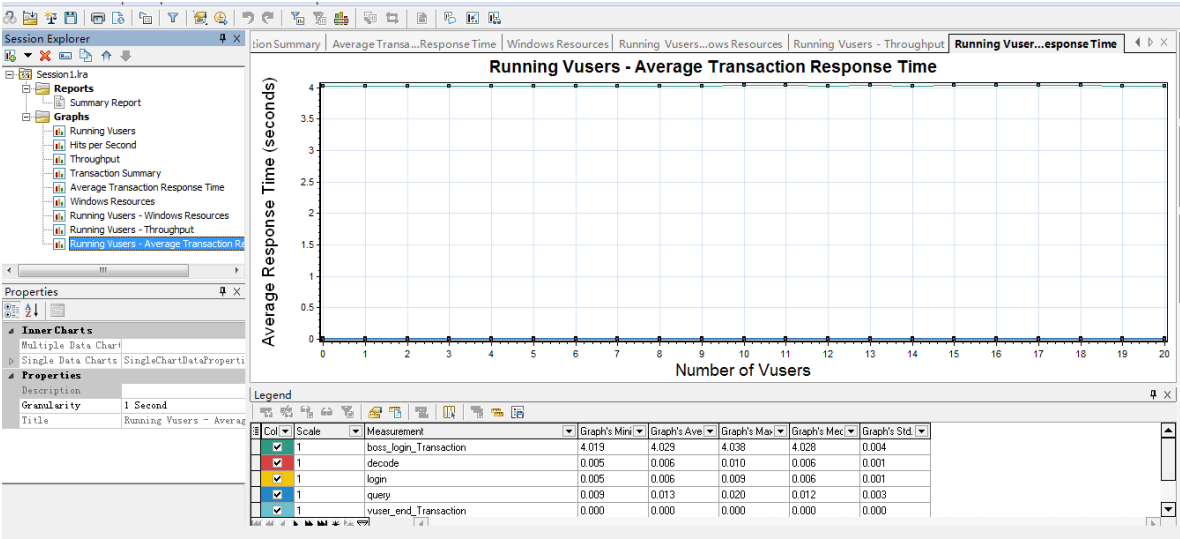 Session Explorer
Session1.lra
Reports
Summary Report
Graphs
Running Vusers
Hits per Second
Throughput
Transaction Summary
Average Transaction Response Time
Windows Resources
Running Vusers - Windows Resources
Running Vusers - Throughput
Running Vusers - Average Transaction Re
Properties
InnerCharts
Multiple Data Chart
Single Data Charts SingleChartDataProperti
Properties
Description
Granularity 1 Second
Title Running Vusers - Averag
tion Summary Average Transa...Response Time Windows Resources Running Vusers...ows Resources Running Vusers - Throughput Running Vuser...esponse Time
Running Vusers - Average Transaction Response Time
Average Response Time (seconds)
4
3.5
3
2.5
2
1.5
1
0.5
0
0 1 2 3 4 5 6 7 8 9 10 11 12 13 14 15 16 17 18 19 20
Number of Vusers
Legend
Col Scale Measurement Graph's Mini Graph's Ave Graph's Max Graph's Med Graph's Std.
1 boss_login_Transaction 4.019 4.029 4.038 4.028 0.004
1 decode 0.005 0.006 0.010 0.006 0.001
1 login 0.005 0.006 0.009 0.006 0.001
1 query 0.009 0.013 0.020 0.012 0.003
1 vuser_end_Transaction 0.000 0.000 0.000 0.000 0.000